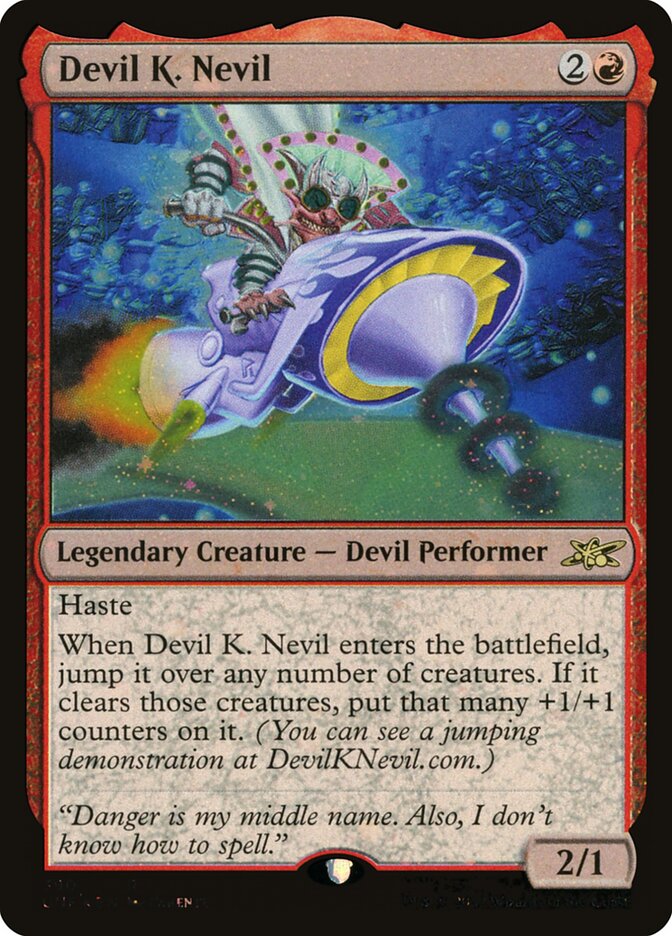 Devil K. Nevil 2
Legendary Creature — Devil Performer
Haste
When Devil K. Nevil enters the battlefield,
jump it over any number of creatures. If it
clears those creatures, put that many +1/+1
counters on it. (You can see a jumping
demonstration at DevilKNevil.com.)
“Danger is my middle name. Also, I don’t
know how to spell.”
2/1